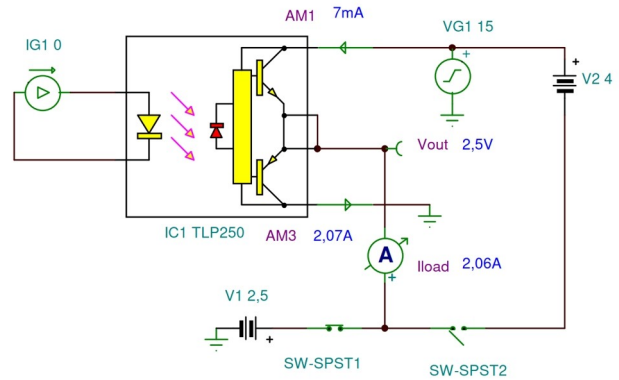 AM1 7mA
VG1 15
IG1 0
+
+
V2 4
Vout 2,5V
IC1 TLP250
AM3 2,07A
A
Iload 2,06A
+
V1 2,5
+
SW-SPST1
SW-SPST2